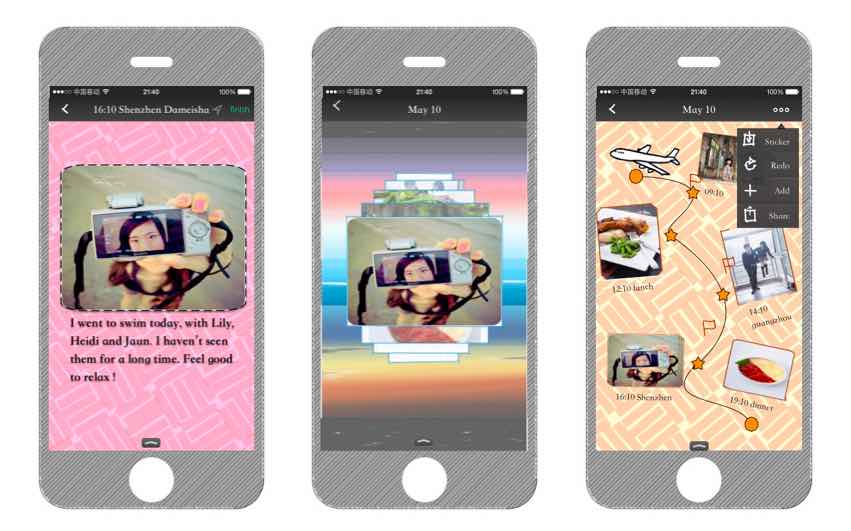 中国移动 21:40 100%
16:10 Shenzhen Dameisha finish
I went to swim today, with Lily,
Heidi and Jaun. I haven't seen
them for a long time. Feel good
to relax !
中国移动 21:40 100%
May 10
中国移动 21:40 100%
May 10
Sticker
Redo
Add
Share
09:10
12:10 lunch
14:10
guangzhou
16:10 Shenzhen
19:10 dinner